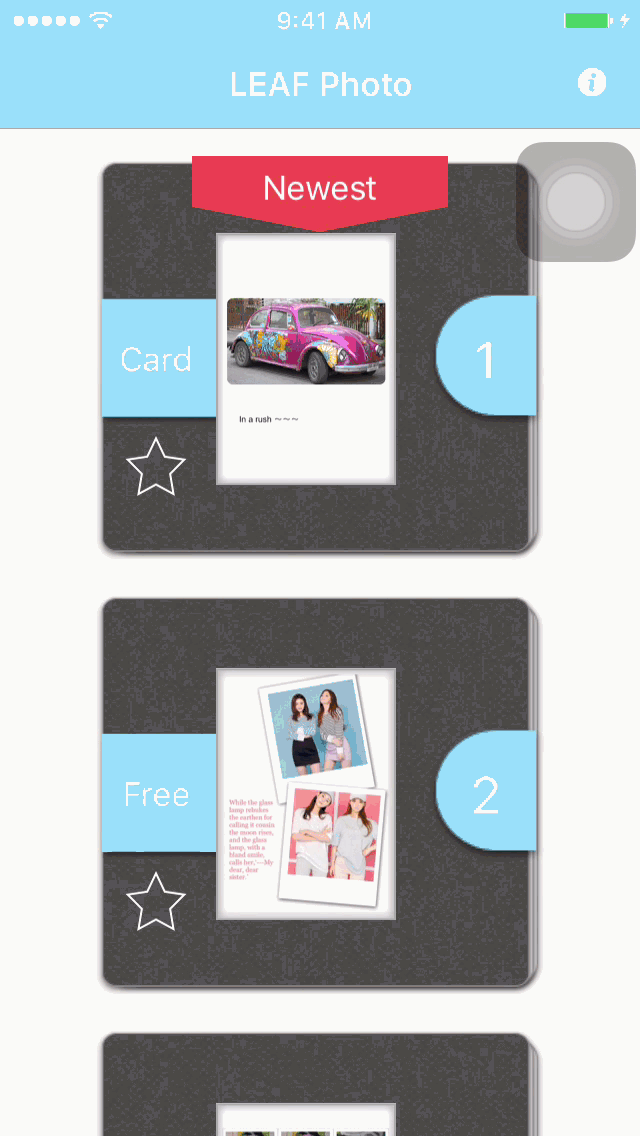 9:41 AM
LEAF Photo
Newest
Card
1
In a rush ～～～
Free
2
While the glass
lamp rebukes
the earthen for
calling it cousin
the moon rises,
and the glass
lamp, with a
bland smile,
calls her,'---My
dear, dear
sister.'